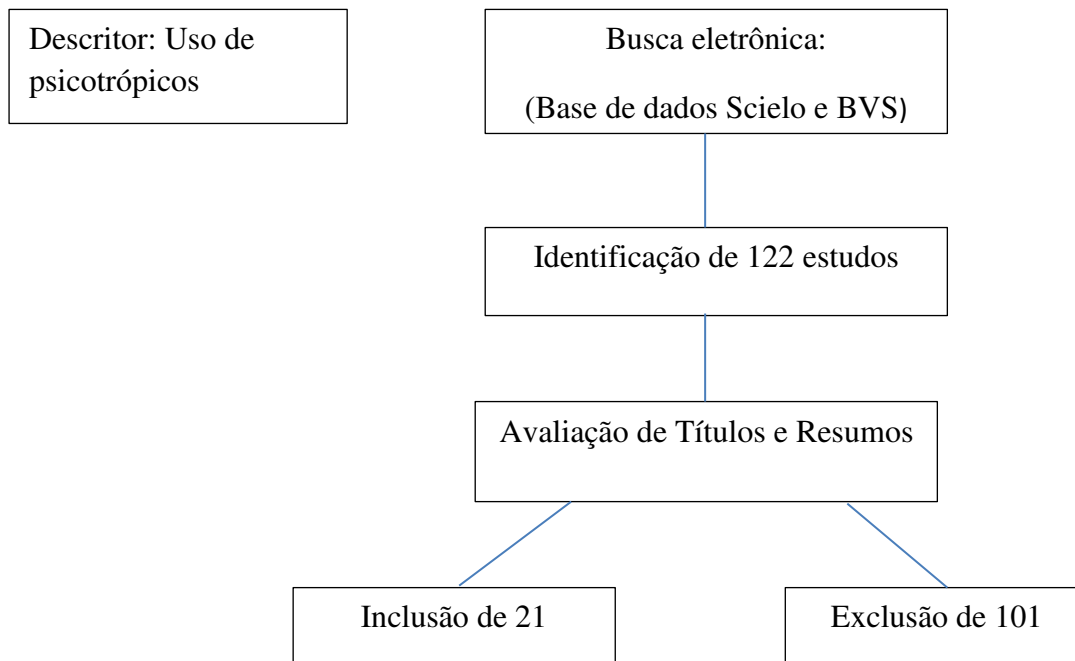 Descritor: Uso de
psicotrópicos
Busca eletrônica:
(Base de dados Scielo e BVS)
Identificação de 122 estudos
Avaliação de Títulos e Resumos
Inclusão de 21
Exclusão de 101